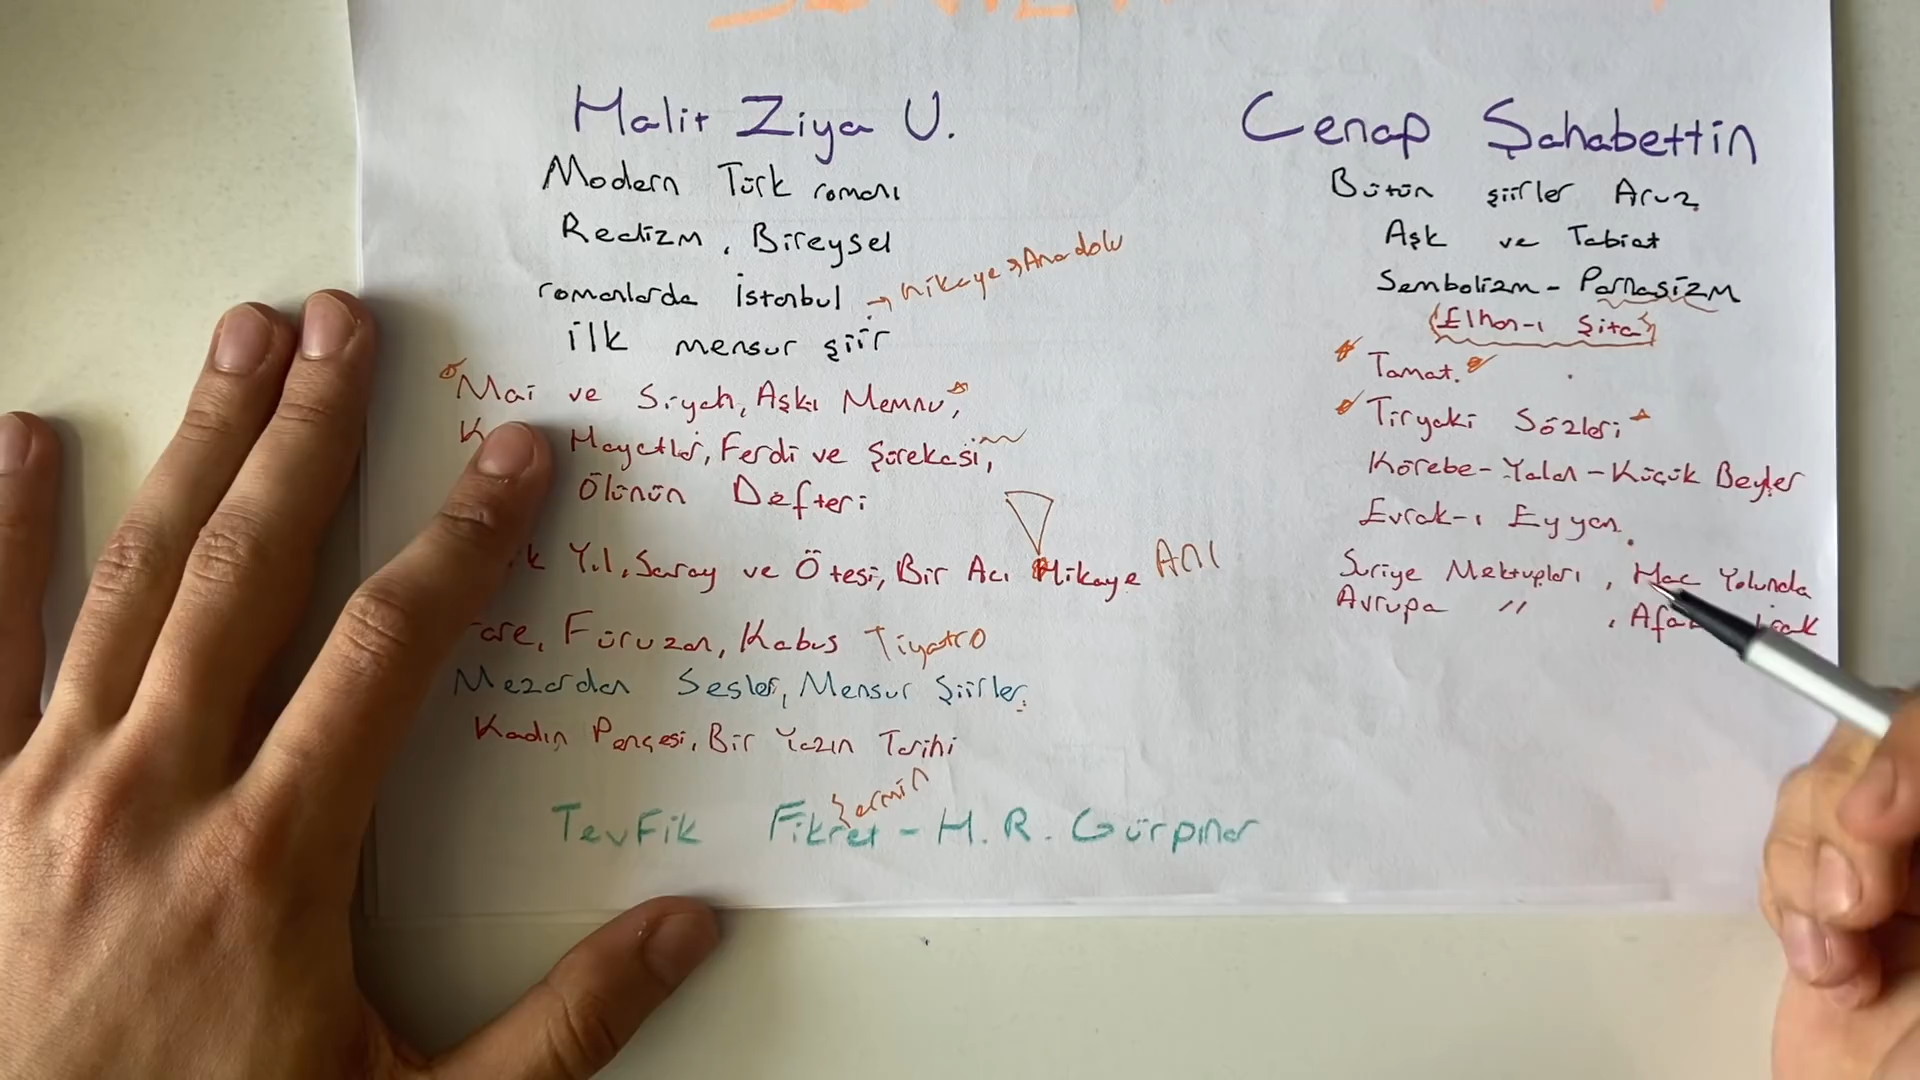 Halit Ziya U.
Modern Türk romanı
Realizm, Bireysel
romanlarda İstanbul → hikaye → Anadolu
ilk mensur şiir
Mai ve Siyah, Aşkı Memnu,
Hayatlar, Ferdi ve Şürekası,
Ölünün Defteri
Yıl, Saray ve Ötesi, Bir Acı Hikaye Anı
Füruzan, Kabus Tiyatro
Mezardan Sesler, Mensur Şiirler
Kadın Pençesi, Bir Yazın Tarihi
Şermin
Tevfik Fikret - H. R. Gürpınar
Cenap Şahabettin
Bütün şiirler Aruz
Aşk ve Tabiat
Sembolizm - Parnasizm
(Elhan-ı Şita)
Tamat.
Tiryaki Sözleri
Körebe - Yalan - Küçük Beyler
Evrak-ı Eyyam
Suriye Mektupları, Hac Yolunda
Avrupa " ,